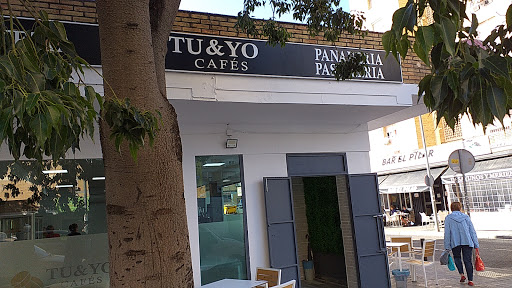 TU&YO
CAFÉS
PANADERIA
PASTELERIA
BAR EL PILAR
TU&YO
CAFÉS